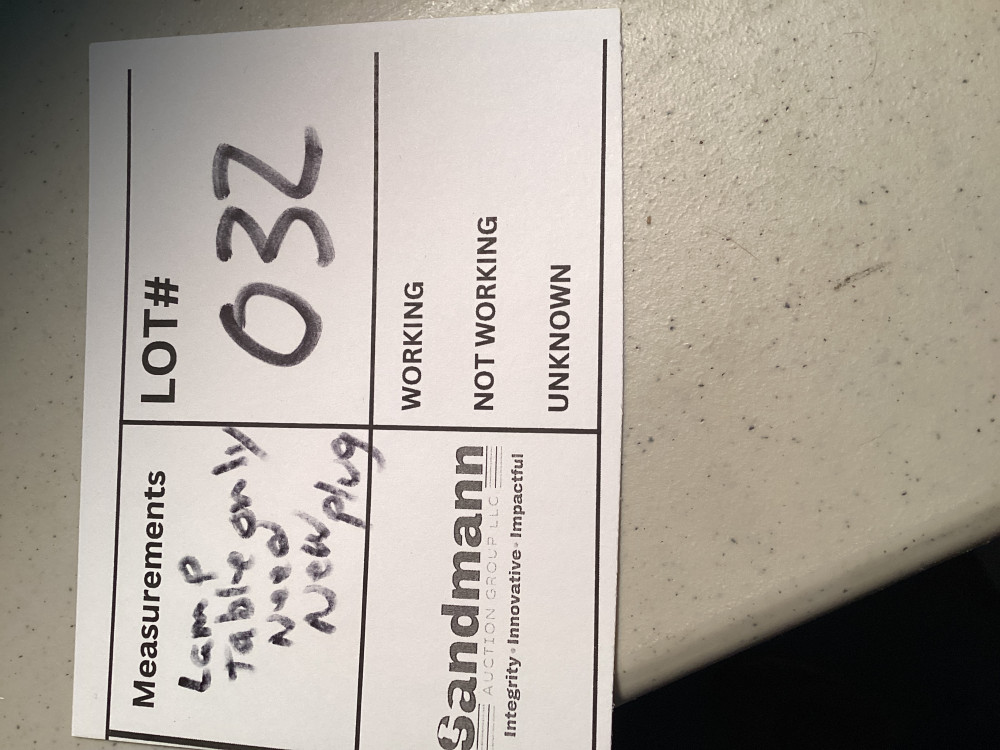 Measurements
Lamp
Table only
Need
New plug
LOT#
032
Sandmann
AUCTION GROUP LLC
Integrity • Innovative • Impactful
WORKING
NOT WORKING
UNKNOWN